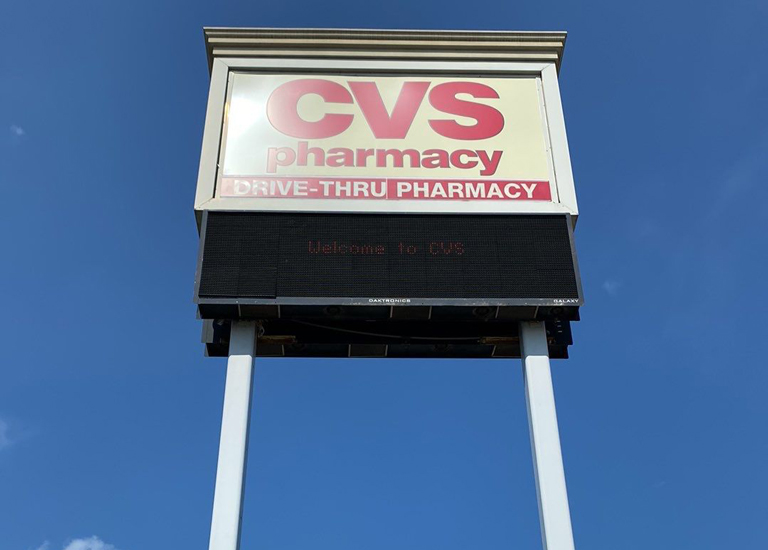 CVS
pharmacy
DRIVE-THRU PHARMACY
Welcome to CVS
DAKTRONICS GALAXY